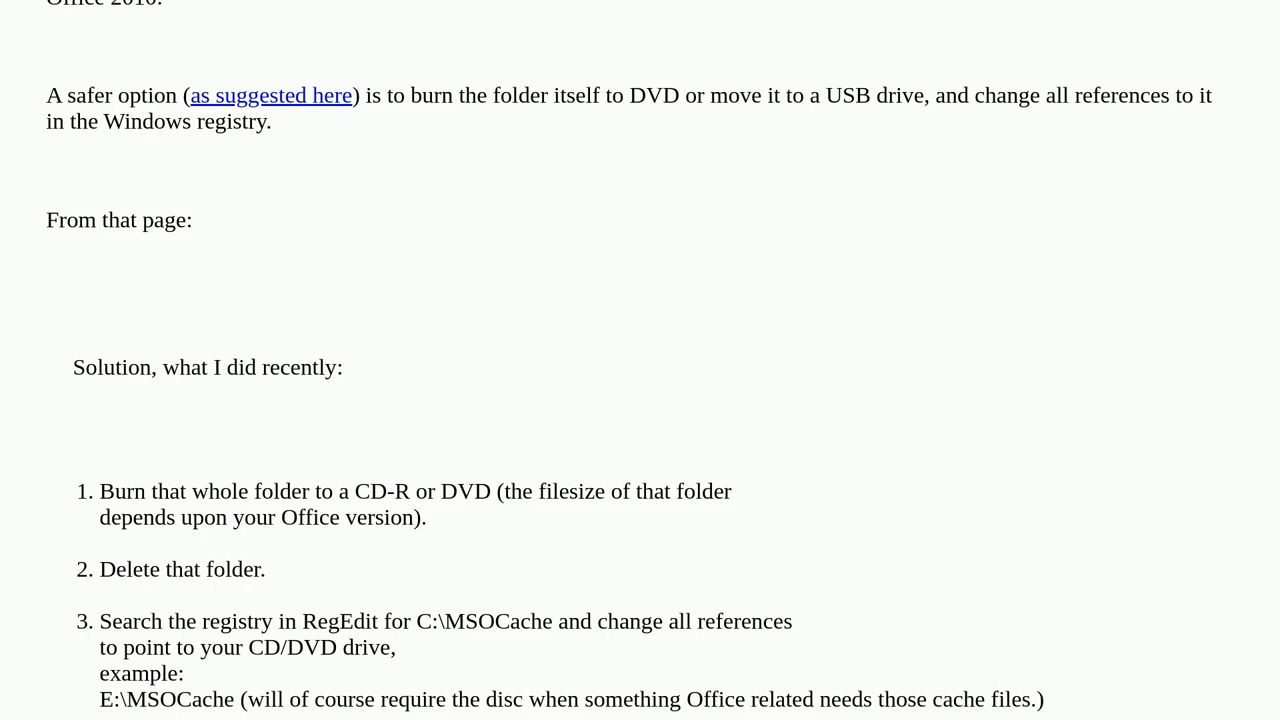 Office 2010.
A safer option (as suggested here) is to burn the folder itself to DVD or move it to a USB drive, and change all references to it
in the Windows registry.
From that page:
Solution, what I did recently:
1. Burn that whole folder to a CD-R or DVD (the filesize of that folder
depends upon your Office version).
2. Delete that folder.
3. Search the registry in RegEdit for C:\MSOCache and change all references
to point to your CD/DVD drive,
example:
E:\MSOCache (will of course require the disc when something Office related needs those cache files.)